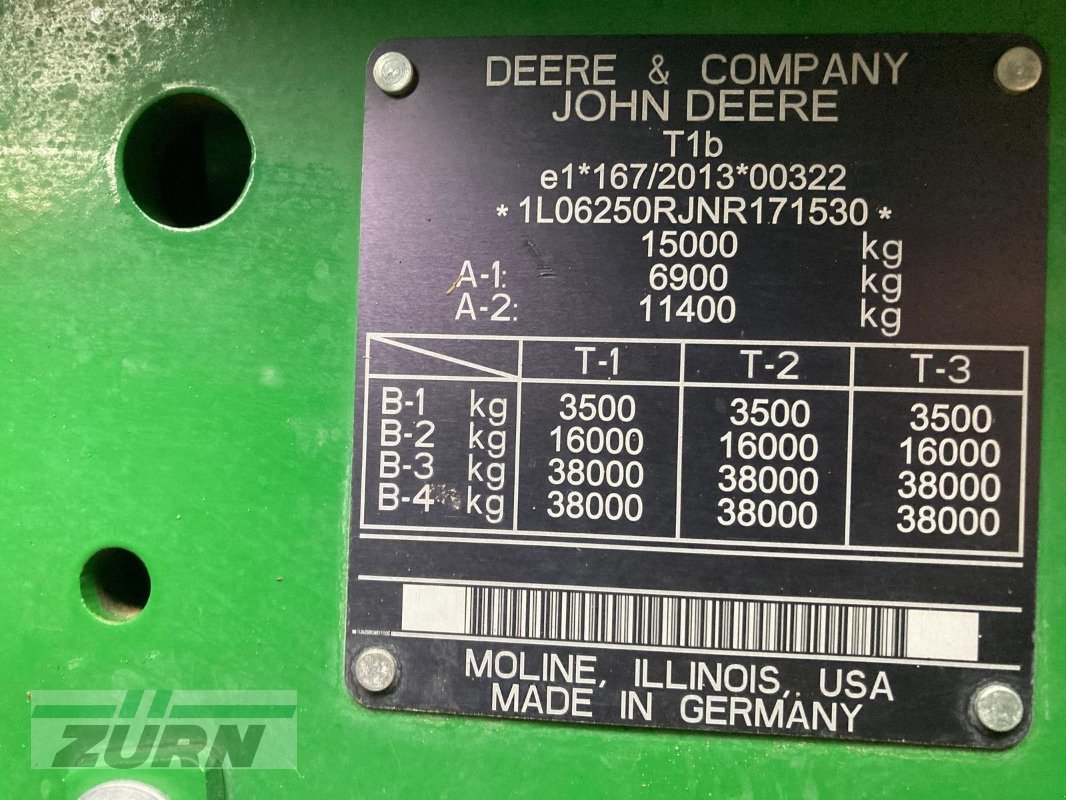 DEERE & COMPANY
JOHN DEERE
T1b
e1*167/2013*00322
*1L06250RJNR171530*
15000 kg
A-1: 6900 kg
A-2: 11400 kg
T-1 T-2 T-3
B-1 kg 3500 3500 3500
B-2 kg 16000 16000 16000
B-3 kg 38000 38000 38000
B-4 kg 38000 38000 38000
MOLINE, ILLINOIS,. USA
MADE IN GERMANY
ZÜRN